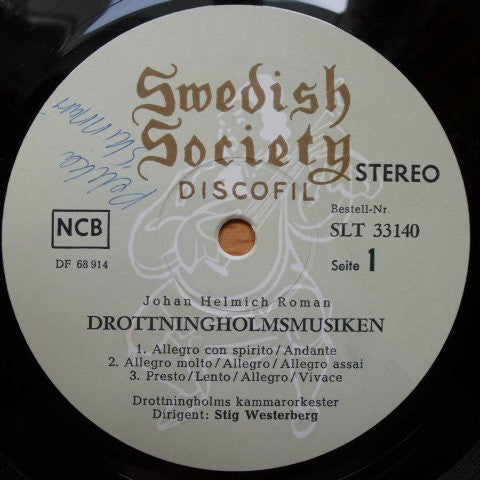 Swedish
Society
DISCOFIL
STEREO
Pekka
NCB
Bestell-Nr.
SLT 33140
DF 68 914
Seite 1
Johan Helmich Roman
DROTTNINGHOLMSMUSIKEN
1. Allegro con spirito/Andante
2. Allegro molto/Allegro/Allegro assai
3. Presto/Lento/Allegro/Vivace
Drottningholms kammarorkester
Dirigent: Stig Westerberg